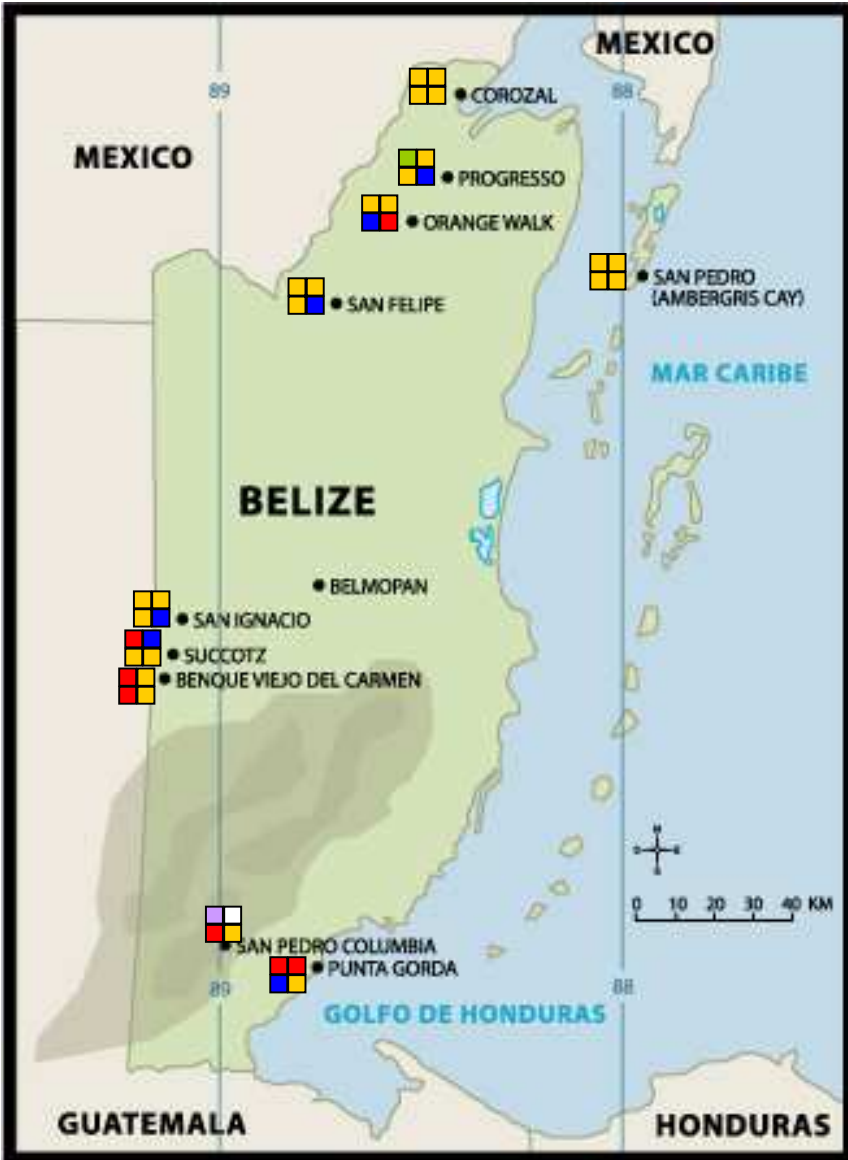 MEXICO
89
88
COROZAL
MEXICO
PROGRESSO
ORANGE WALK
SAN PEDRO
(AMBERGRIS CAY)
SAN FELIPE
MAR CARIBE
BELIZE
BELMOPAN
SAN IGNACIO
SUCCOTZ
BENQUE VIEJO DEL CARMEN
0 10 20 30 40 KM
SAN PEDRO COLUMBIA
PUNTA GORDA
89
88
GOLFO DE HONDURAS
GUATEMALA
HONDURAS